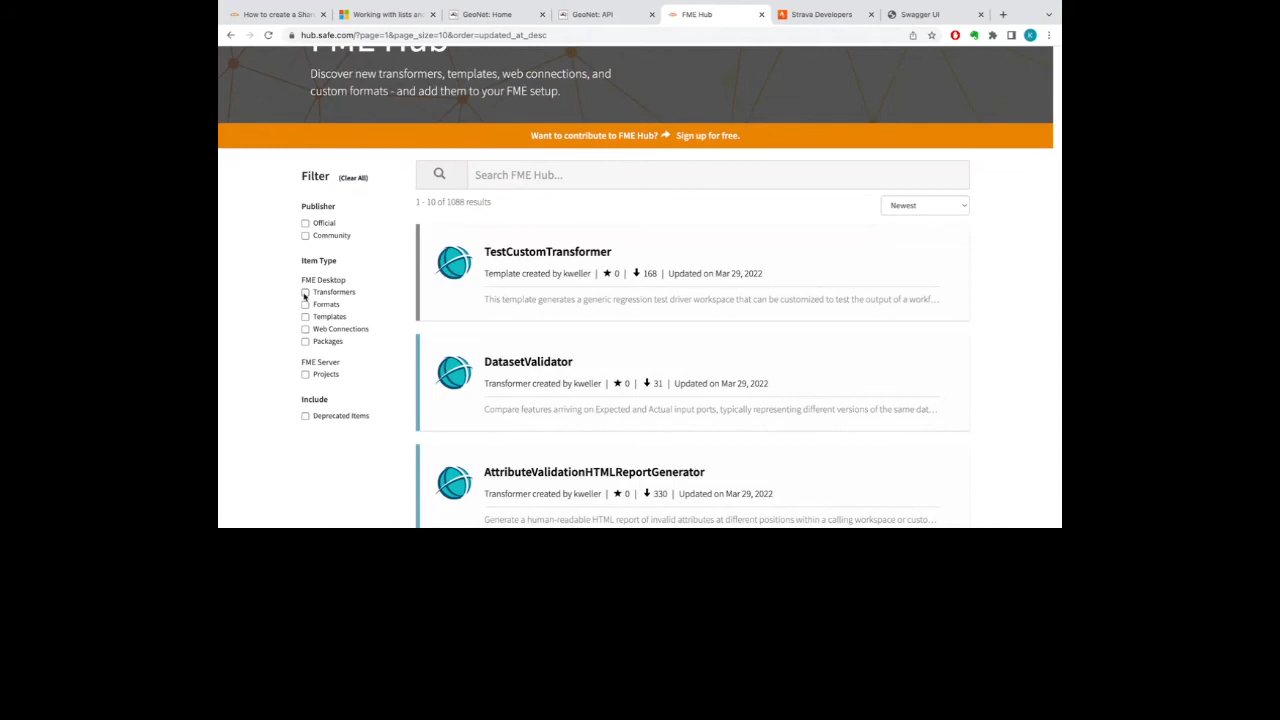 How to create a Shar
Working with lists an
GeoNet: Home
GeoNet: API
FME Hub
Strava Developers
Swagger UI
hub.safe.com/?page=1&page_size=10&order=updated_at_desc
K
FME Hub
Discover new transformers, templates, web connections, and
custom formats - and add them to your FME setup.
Want to contribute to FME Hub? Sign up for free.
Filter (Clear All)
Publisher
Official
Community
Item Type
FME Desktop
Transformers
Formats
Templates
Web Connections
Packages
FME Server
Projects
Include
Deprecated Items
Search FME Hub...
1 - 10 of 1088 results
Newest
TestCustomTransformer
Template created by kweller | ★ 0 | 168 | Updated on Mar 29, 2022
This template generates a generic regression test driver workspace that can be customized to test the output of a workf...
DatasetValidator
Transformer created by kweller | ★ 0 | 31 | Updated on Mar 29, 2022
Compare features arriving on Expected and Actual input ports, typically representing different versions of the same dat...
AttributeValidationHTMLReportGenerator
Transformer created by kweller | ★ 0 | 330 | Updated on Mar 29, 2022
Generate a human-readable HTML report of invalid attributes at different positions within a calling workspace or custo...